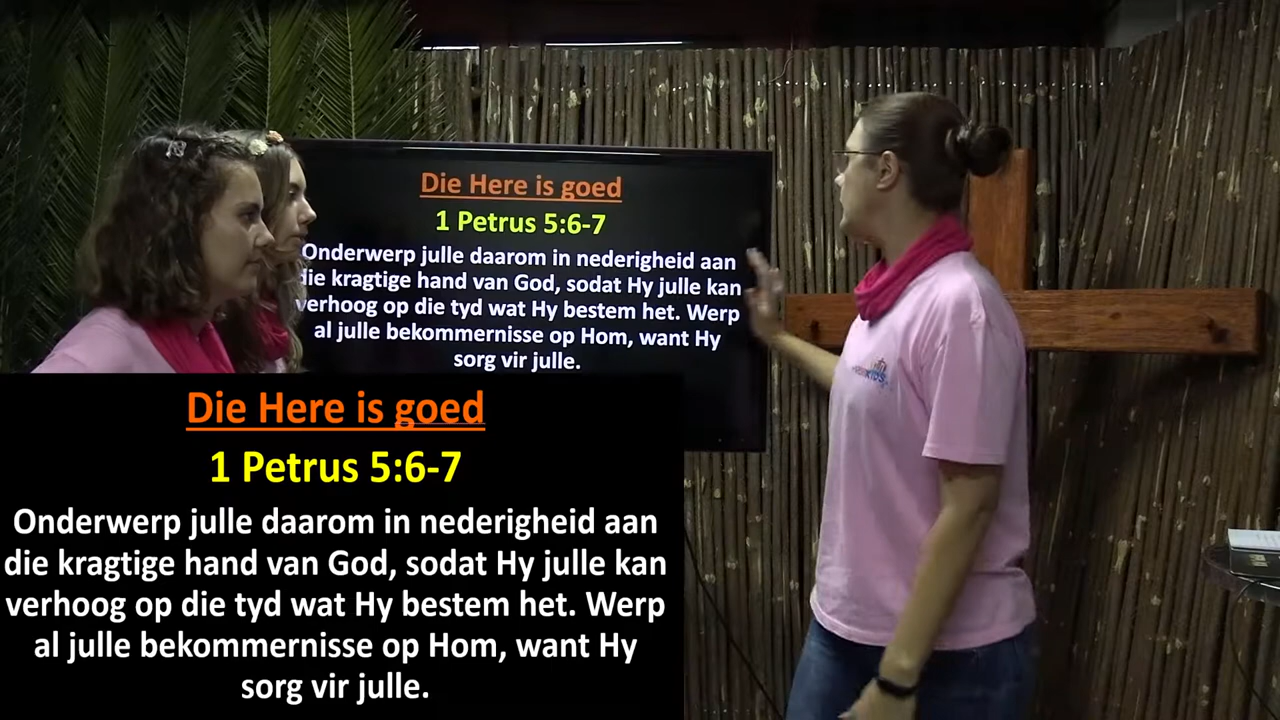 Die Here is goed
1 Petrus 5:6-7
Onderwerp julle daarom in nederigheid aan
die kragtige hand van God, sodat Hy julle kan
verhoog op die tyd wat Hy bestem het. Werp
al julle bekommernisse op Hom, want Hy
sorg vir julle.
KIDS
Die Here is goed
1 Petrus 5:6-7
Onderwerp julle daarom in nederigheid aan
die kragtige hand van God, sodat Hy julle kan
verhoog op die tyd wat Hy bestem het. Werp
al julle bekommernisse op Hom, want Hy
sorg vir julle.